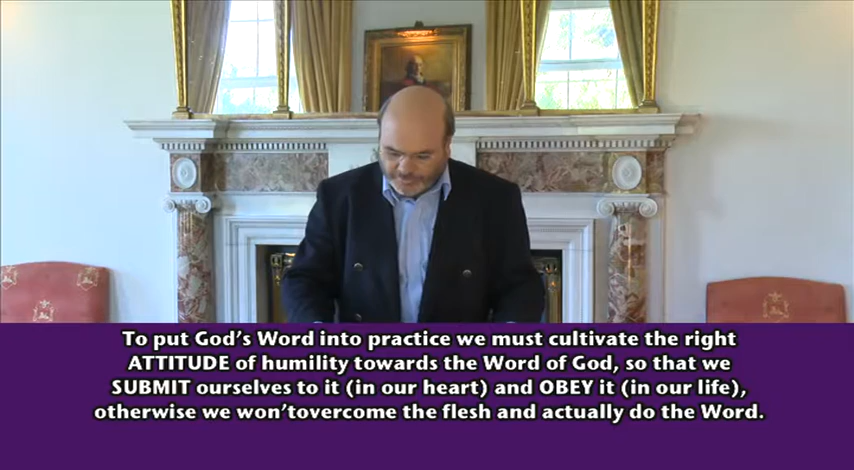 To put God's Word into practice we must cultivate the right
ATTITUDE of humility towards the Word of God, so that we
SUBMIT ourselves to it (in our heart) and OBEY it (in our life),
otherwise we won'tovercome the flesh and actually do the Word.